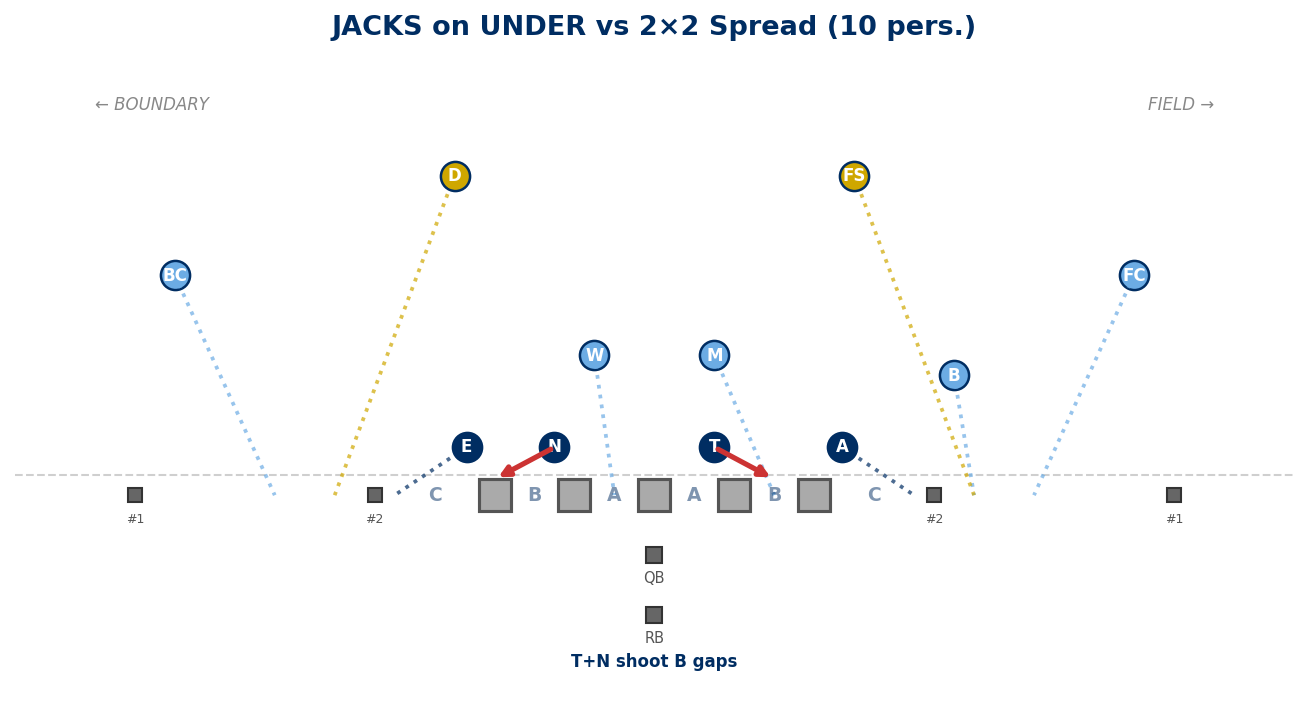 JACKS on UNDER vs 2×2 Spread (10 pers.)
← BOUNDARY
FIELD →
D
FS
BC
FC
W
M
B
E
N
T
A
C
B
A
A
B
C
#1
#2
#2
#1
QB
RB
T+N shoot B gaps